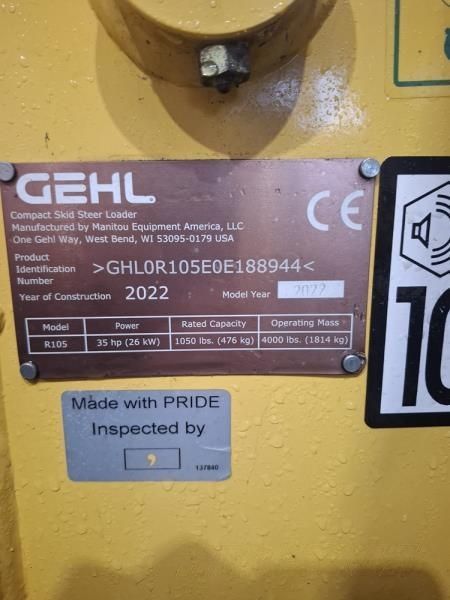 GEHL
CE
Compact Skid Steer Loader
Manufactured by Manitou Equipment America, LLC
One Gehl Way, West Bend, WI 53095-0179 USA
Product Identification Number >GHL0R105E0E188944<
Year of Construction 2022 Model Year 2022
Model Power Rated Capacity Operating Mass
R105 35 hp (26 kW) 1050 lbs. (476 kg) 4000 lbs. (1814 kg)
10
Made with PRIDE
Inspected by
,
137840